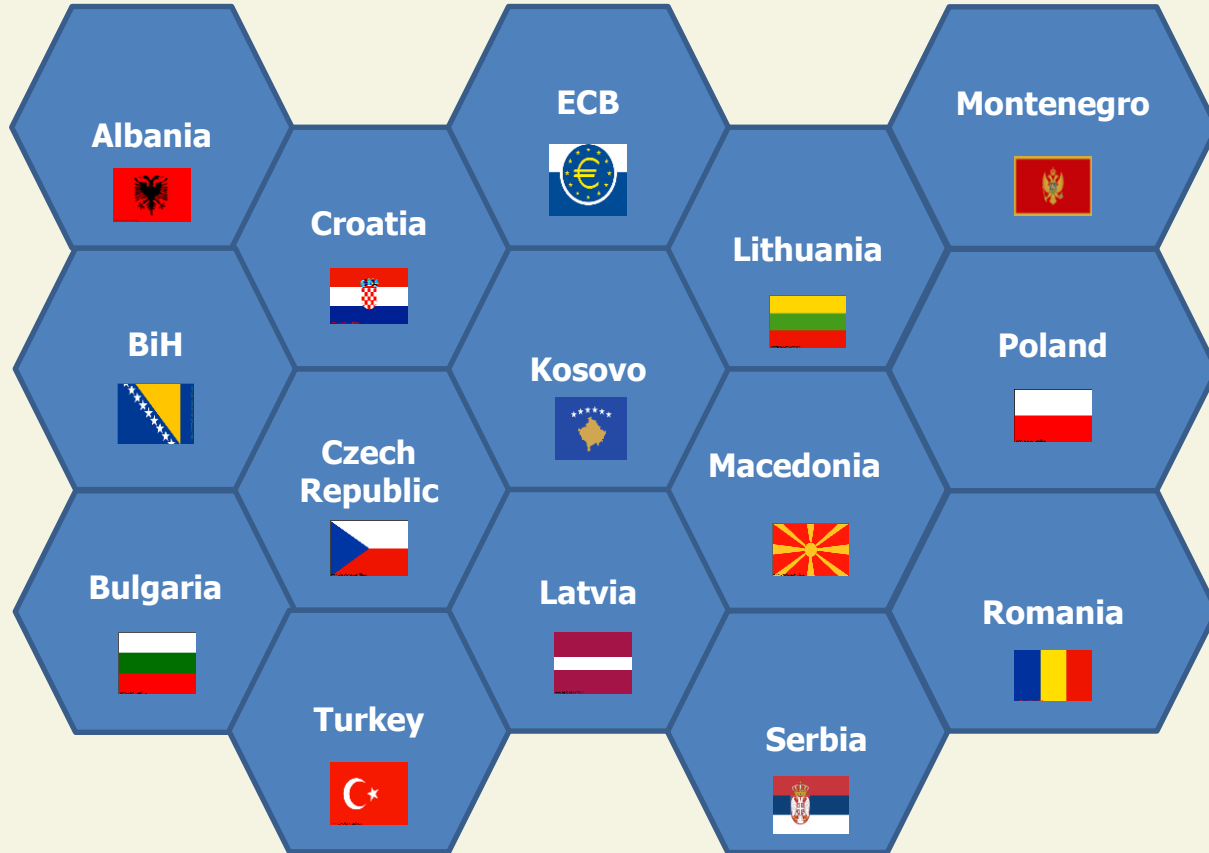 Albania
ECB
Montenegro
Croatia
Lithuania
BiH
Kosovo
Poland
Czech
Republic
Macedonia
Bulgaria
Latvia
Romania
Turkey
Serbia